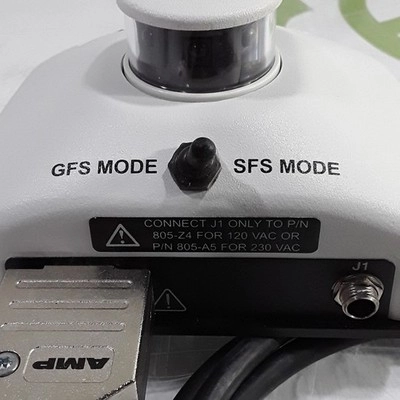 GFS MODE SFS MODE
CONNECT J1 ONLY TO P/N
805-Z4 FOR 120 VAC OR
P/N 805-A5 FOR 230 VAC
J1
AMP